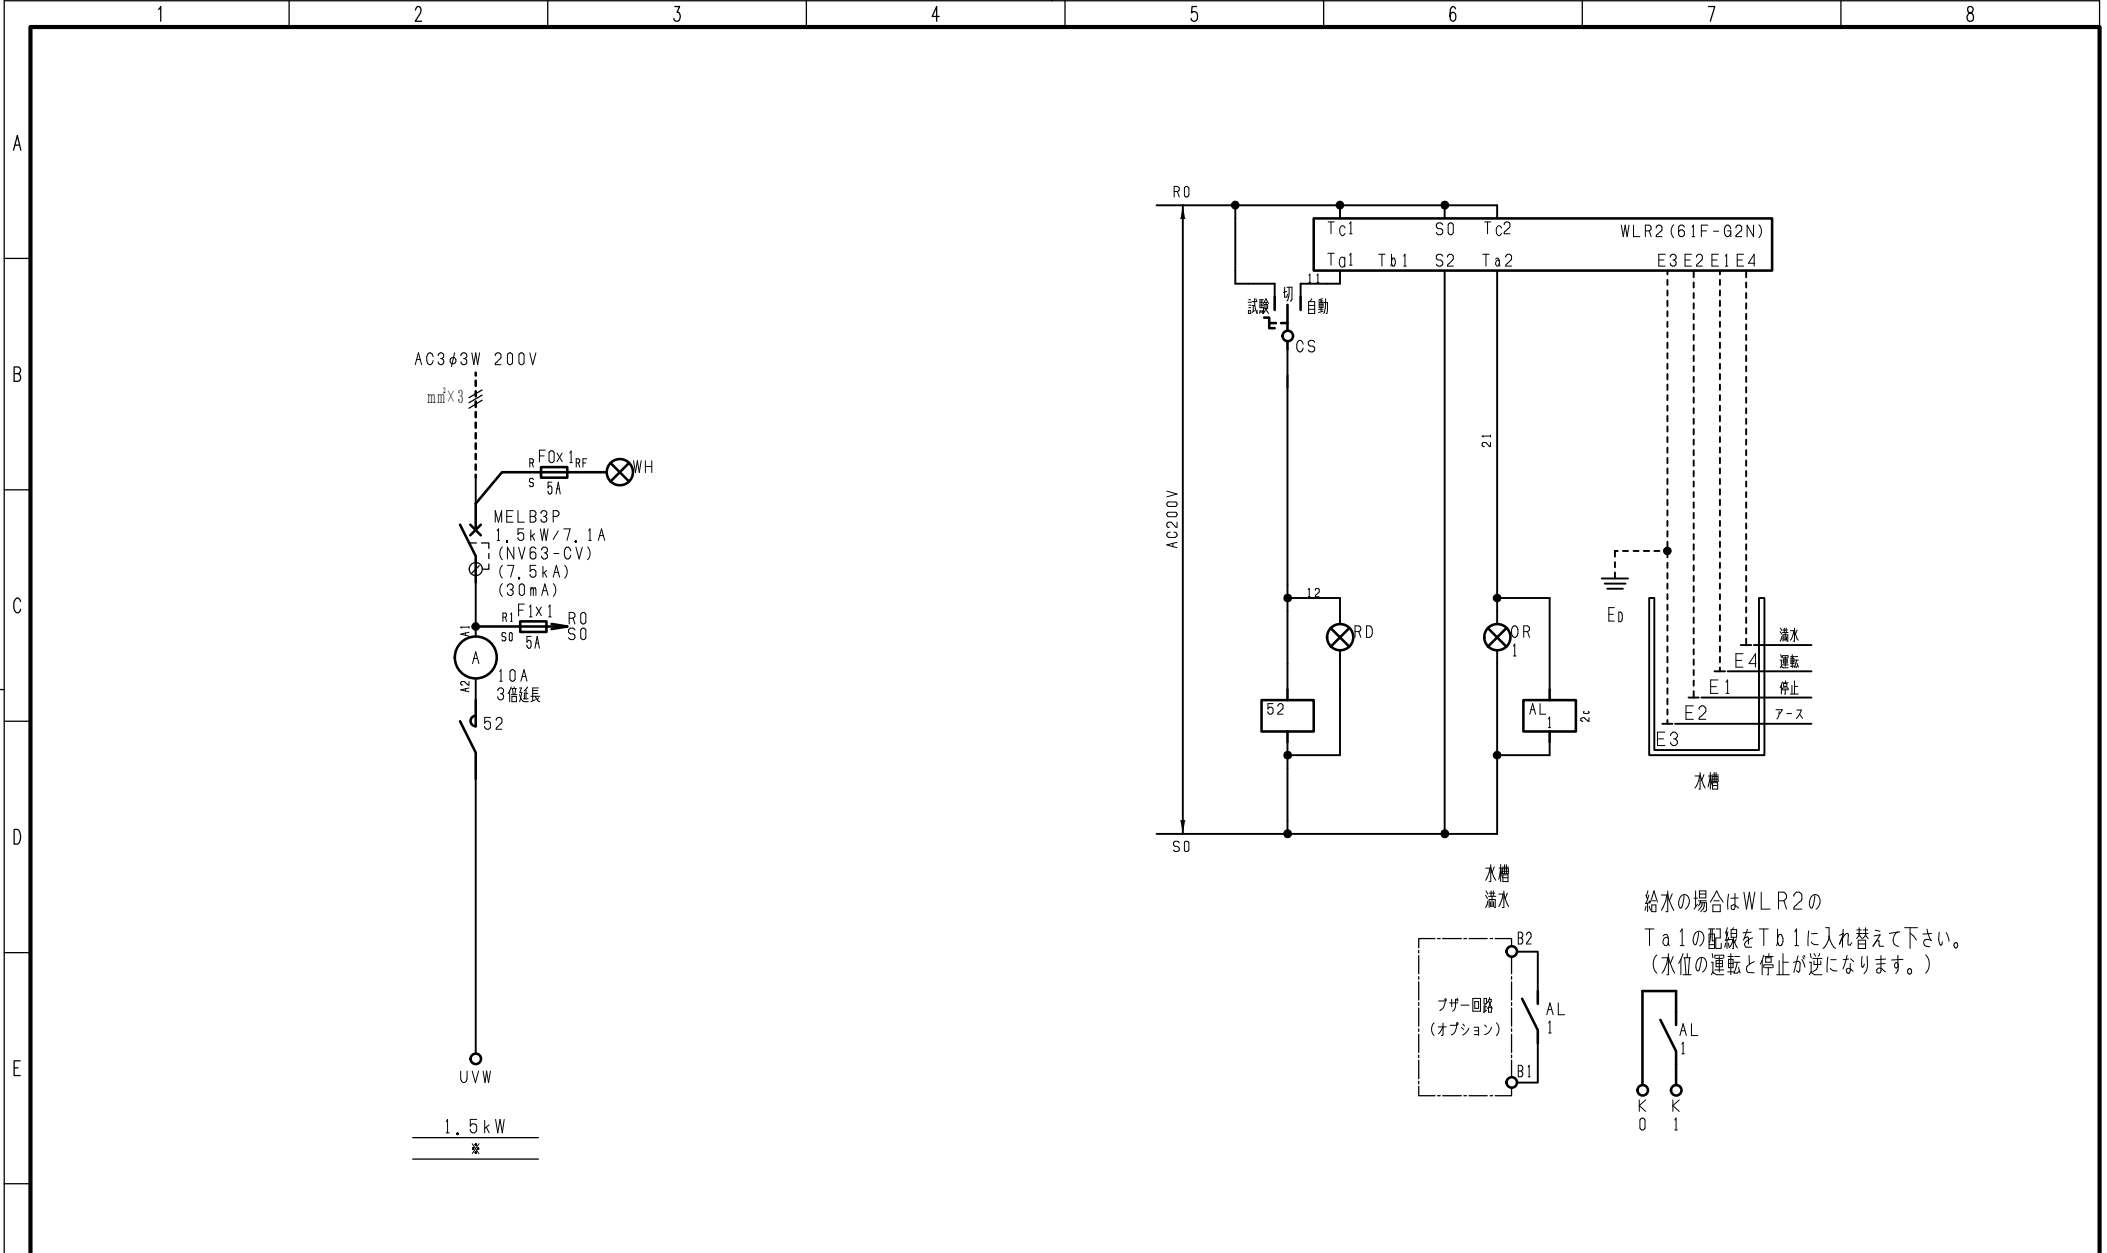 1 2 3 4 5 6 7 8
A
B
C
D
E
AC3φ3W 200V
mm²×3
R
S
F0x1
RF
5A
WH
MELB3P
1.5kW/7.1A
(NV63-CV)
(7.5kA)
(30mA)
A1
R1
S0
F1x1
5A
R0
S0
A
10A
3倍延長
A2
52
UVW
1.5kW
※
R0
Tc1 S0 Tc2 WLR2(61F-G2N)
Ta1 Tb1 S2 Ta2 E3 E2 E1 E4
11
試験 切 自動
CS
21
AC200V
12
RD
OR
1
52
AL
1
2c
ED
満水
E4 運転
E1 停止
E2 アース
E3
水槽
S0
水槽
満水
給水の場合はWLR2の
Ta1の配線をTb1に入れ替えて下さい。
(水位の運転と停止が逆になります。)
B2
ブザー回路
(オプション)
AL
1
B1
AL
1
K
0
K
1